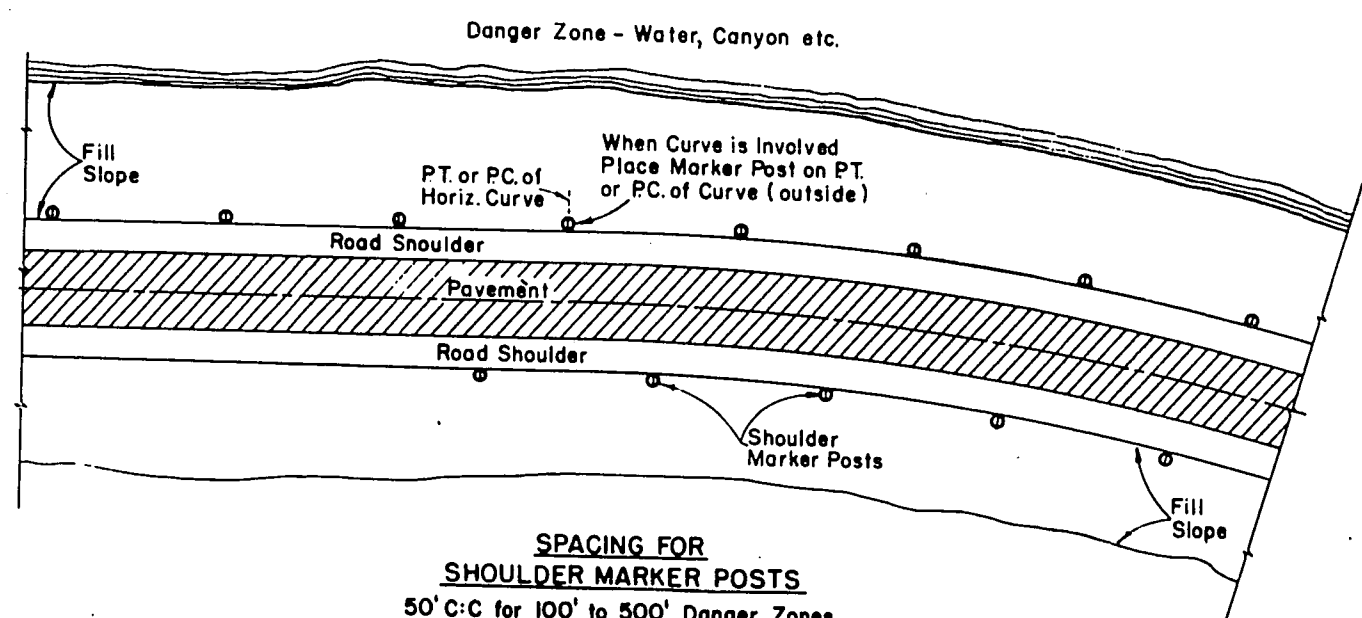 Danger Zone - Water, Canyon etc.
Fill
Slope
P.T. or P.C. of
Horiz. Curve
When Curve is Involved
Place Marker Post on P.T.
or P.C. of Curve (outside)
Road Snoulder
Pavement
Road Shoulder
Shoulder
Marker Posts
Fill
Slope
SPACING FOR
SHOULDER MARKER POSTS
50' C:C for 100' to 500' Danger Zones